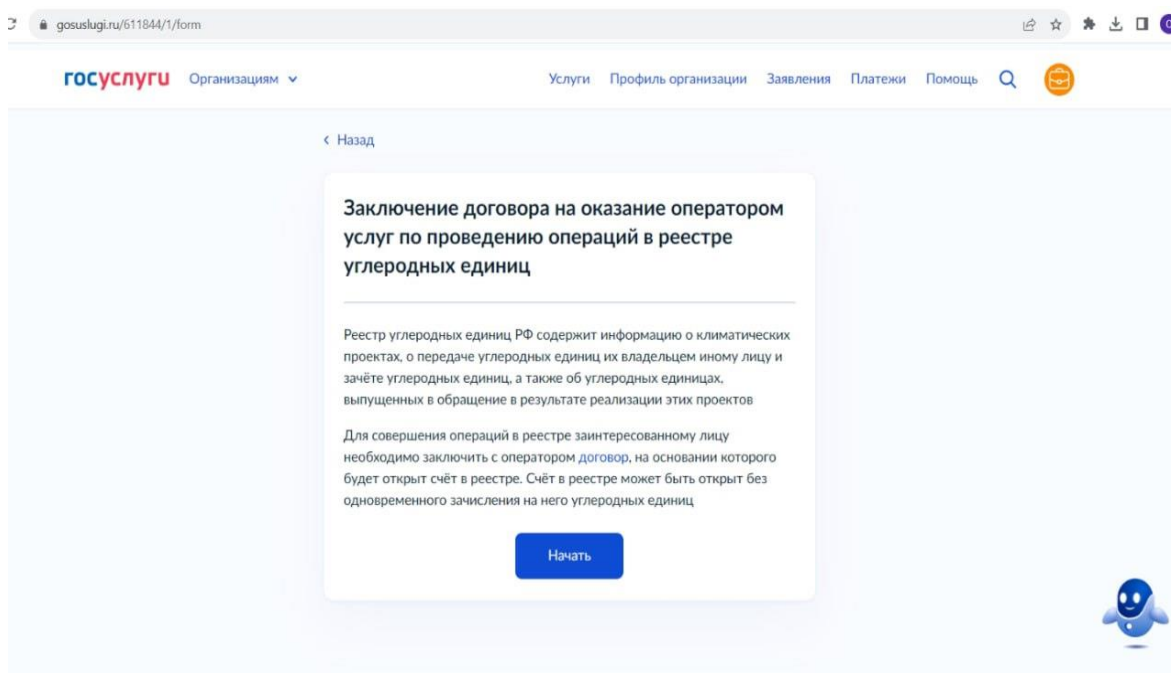 gosuslugi.ru/611844/1/form
госуслуги Организациям Услуги Профиль организации Заявления Платежи Помощь
Назад
Заключение договора на оказание оператором
услуг по проведению операций в реестре
углеродных единиц
Реестр углеродных единиц РФ содержит информацию о климатических
проектах, о передаче углеродных единиц их владельцем иному лицу и
зачёте углеродных единиц, а также об углеродных единицах,
выпущенных в обращение в результате реализации этих проектов
Для совершения операций в реестре заинтересованному лицу
необходимо заключить с оператором договор, на основании которого
будет открыт счёт в реестре. Счёт в реестре может быть открыт без
одновременного зачисления на него углеродных единиц
Начать